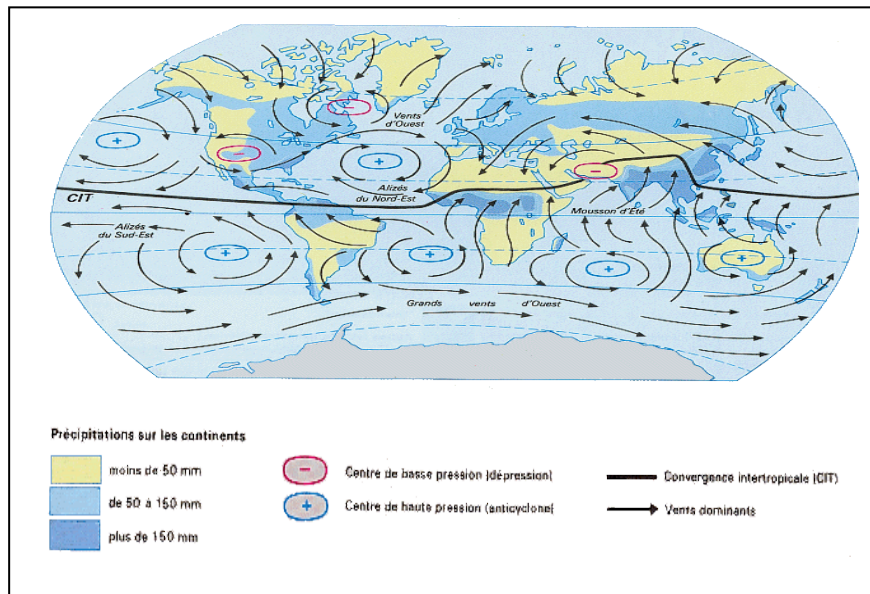 Vents
d'Ouest
CIT
Alizés
du Nord-Est
Mousson d'Été
Alizés
du Sud-Est
Grands vents d'Ouest
Précipitations sur les continents
moins de 50 mm
de 50 à 150 mm
plus de 150 mm
Centre de basse pression (dépression)
Centre de haute pression (anticyclone)
Convergence intertropicale (CIT)
Vents dominants